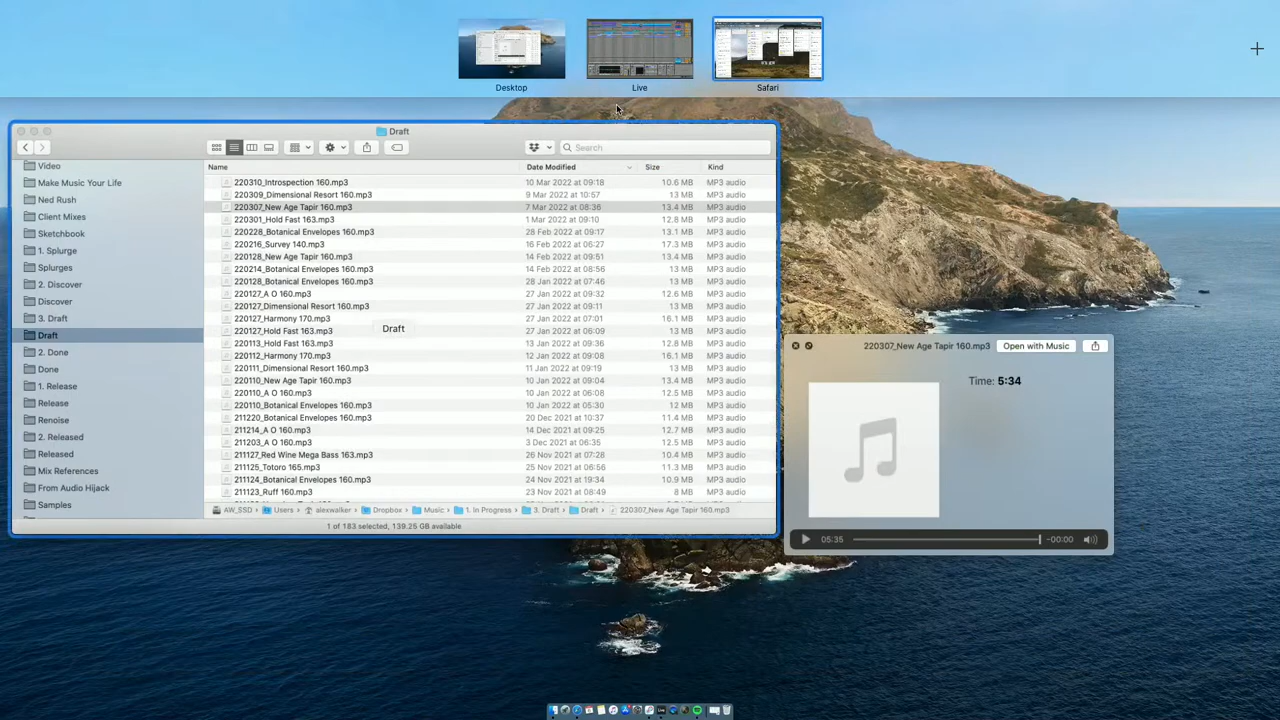 Desktop
Live
Safari
Draft
Search
Name
Date Modified
Size
Kind
Video
Make Music Your Life
Ned Rush
Client Mixes
Sketchbook
1. Splurge
Splurges
2. Discover
Discover
3. Draft
Draft
2. Done
Done
1. Release
Release
Renoise
2. Released
Released
Mix References
From Audio Hijack
Samples
220310_Introspection 160.mp3 10 Mar 2022 at 09:18 10.6 MB MP3 audio
220309_Dimensional Resort 160.mp3 9 Mar 2022 at 10:57 13 MB MP3 audio
220307_New Age Tapir 160.mp3 7 Mar 2022 at 08:36 13.4 MB MP3 audio
220301_Hold Fast 163.mp3 1 Mar 2022 at 09:10 12.8 MB MP3 audio
220228_Botanical Envelopes 160.mp3 28 Feb 2022 at 09:17 13.1 MB MP3 audio
220216_Survey 140.mp3 16 Feb 2022 at 06:27 17.3 MB MP3 audio
220128_New Age Tapir 160.mp3 14 Feb 2022 at 09:51 13.4 MB MP3 audio
220214_Botanical Envelopes 160.mp3 14 Feb 2022 at 08:56 13 MB MP3 audio
220128_Botanical Envelopes 160.mp3 28 Jan 2022 at 07:46 13 MB MP3 audio
220127_A O 160.mp3 27 Jan 2022 at 09:32 12.6 MB MP3 audio
220127_Dimensional Resort 160.mp3 27 Jan 2022 at 09:11 13 MB MP3 audio
220127_Harmony 170.mp3 27 Jan 2022 at 07:01 16.1 MB MP3 audio
220127_Hold Fast 163.mp3 27 Jan 2022 at 06:09 13 MB MP3 audio
Draft
220113_Hold Fast 163.mp3 13 Jan 2022 at 09:36 12.8 MB MP3 audio
220112_Harmony 170.mp3 12 Jan 2022 at 09:08 16.1 MB MP3 audio
220111_Dimensional Resort 160.mp3 11 Jan 2022 at 09:19 13 MB MP3 audio
220110_New Age Tapir 160.mp3 10 Jan 2022 at 09:04 13.4 MB MP3 audio
220110_A O 160.mp3 10 Jan 2022 at 06:08 12.5 MB MP3 audio
220110_Botanical Envelopes 160.mp3 10 Jan 2022 at 05:30 12 MB MP3 audio
211220_Botanical Envelopes 160.mp3 20 Dec 2021 at 10:37 11.4 MB MP3 audio
211214_A O 160.mp3 14 Dec 2021 at 09:25 12.7 MB MP3 audio
211203_A O 160.mp3 3 Dec 2021 at 06:35 12.5 MB MP3 audio
211127_Red Wine Mega Bass 163.mp3 26 Nov 2021 at 07:28 10.4 MB MP3 audio
211125_Totoro 165.mp3 25 Nov 2021 at 06:56 11.3 MB MP3 audio
211124_Botanical Envelopes 160.mp3 24 Nov 2021 at 19:34 10.9 MB MP3 audio
211123_Ruff 160.mp3 23 Nov 2021 at 08:49 8 MB MP3 audio
AW_SSD Users alexwalker Dropbox Music 1. In Progress 3. Draft Draft 220307_New Age Tapir 160.mp3
1 of 183 selected, 139.25 GB available
220307_New Age Tapir 160.mp3
Open with Music
Time: 5:34
05:35
-00:00